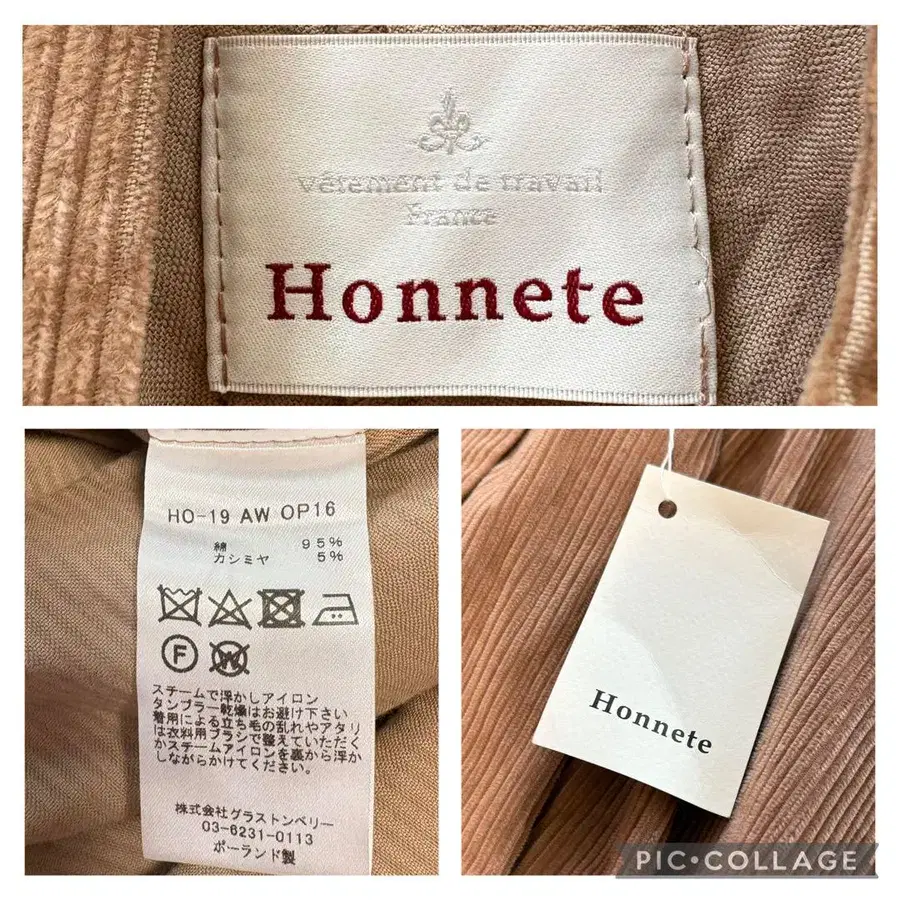 vêtement de travail
France
Honnete
HO-19 AW OP16
綿 95%
カシミヤ 5%
F
W
スチームで浮かしアイロン
タンブラー乾燥はお避け下さい
着用による立ち毛の乱れやアタリ
は衣料用ブラシで整えていただく
かスチームアイロンを裏から浮か
しながらかけてください。
株式会社グラストンベリー
03-6231-0113
ポーランド製
Honnete
PIC•COLLAGE